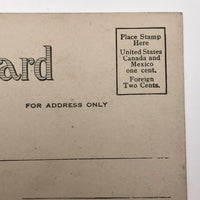 Place Stamp
Here
United States
Canada and
Mexico
one cent.
Foreign
Two Cents.
ard
FOR ADDRESS ONLY